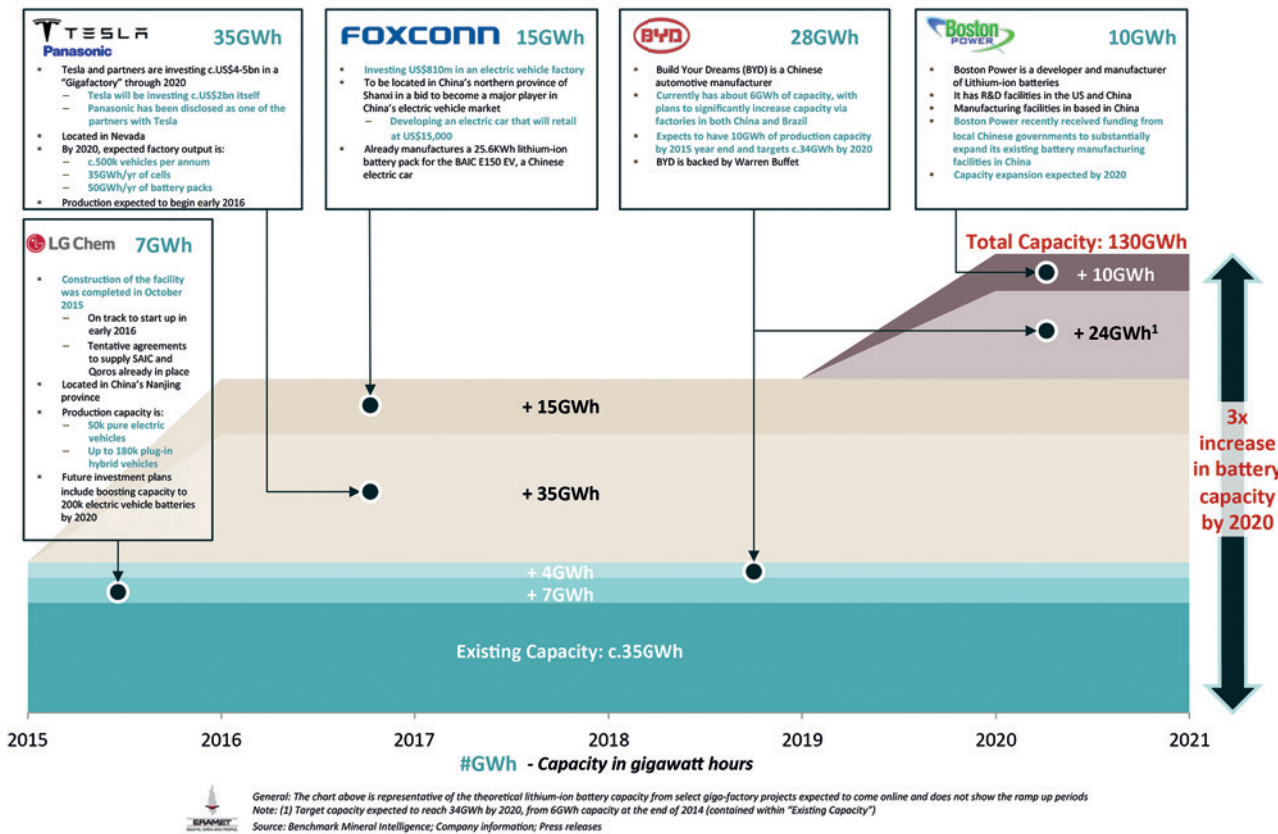 TESLA
Panasonic
35GWh
Tesla and partners are investing c.US$4-5bn in a
"Gigafactory" through 2020
– Tesla will be investing c.US$2bn itself
– Panasonic has been disclosed as one of the
partners with Tesla
Located in Nevada
By 2020, expected factory output is:
– c.500k vehicles per annum
– 35GWh/yr of cells
– 50GWh/yr of battery packs
Production expected to begin early 2016
FOXCONN 15GWh
Investing US$810m in an electric vehicle factory
To be located in China's northern province of
Shanxi in a bid to become a major player in
China's electric vehicle market
– Developing an electric car that will retail
at US$15,000
Already manufactures a 25.6KWh lithium-ion
battery pack for the BAIC E150 EV, a Chinese
electric car
BYD 28GWh
Build Your Dreams (BYD) is a Chinese
automotive manufacturer
Currently has about 6GWh of capacity, with
plans to significantly increase capacity via
factories in both China and Brazil
Expects to have 10GWh of production capacity
by 2015 year end and targets c.34GWh by 2020
BYD is backed by Warren Buffet
Boston
POWER
10GWh
Boston Power is a developer and manufacturer
of Lithium-ion batteries
It has R&D facilities in the US and China
Manufacturing facilities in based in China
Boston Power recently received funding from
local Chinese governments to substantially
expand its existing battery manufacturing
facilities in China
Capacity expansion expected by 2020
LG Chem 7GWh
Construction of the facility
was completed in October
2015
– On track to start up in
early 2016
– Tentative agreements
to supply SAIC and
Qoros already in place
Located in China's Nanjing
province
Production capacity is:
– 50k pure electric
vehicles
– Up to 180k plug-in
hybrid vehicles
Future investment plans
include boosting capacity to
200k electric vehicle batteries
by 2020
Total Capacity: 130GWh
+ 10GWh
+ 24GWh¹
+ 15GWh
+ 35GWh
+ 4GWh
+ 7GWh
Existing Capacity: c.35GWh
3x
increase
in battery
capacity
by 2020
2015 2016 2017 2018 2019 2020 2021
#GWh - Capacity in gigawatt hours
General: The chart above is representative of the theoretical lithium-ion battery capacity from select giga-factory projects expected to come online and does not show the ramp up periods
Note: (1) Target capacity expected to reach 34GWh by 2020, from 6GWh capacity at the end of 2014 (contained within "Existing Capacity")
Source: Benchmark Mineral Intelligence; Company information; Press releases
ERAMET